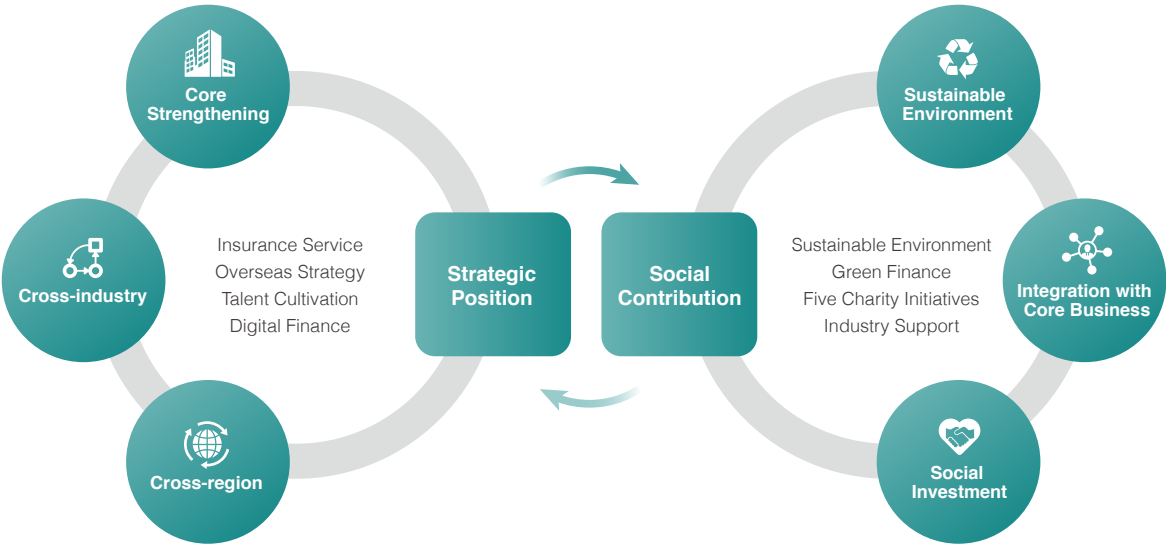 Core
Strengthening
Cross-industry
Cross-region
Insurance Service
Overseas Strategy
Talent Cultivation
Digital Finance
Strategic
Position
Social
Contribution
Sustainable Environment
Green Finance
Five Charity Initiatives
Industry Support
Sustainable
Environment
Integration with
Core Business
Social
Investment